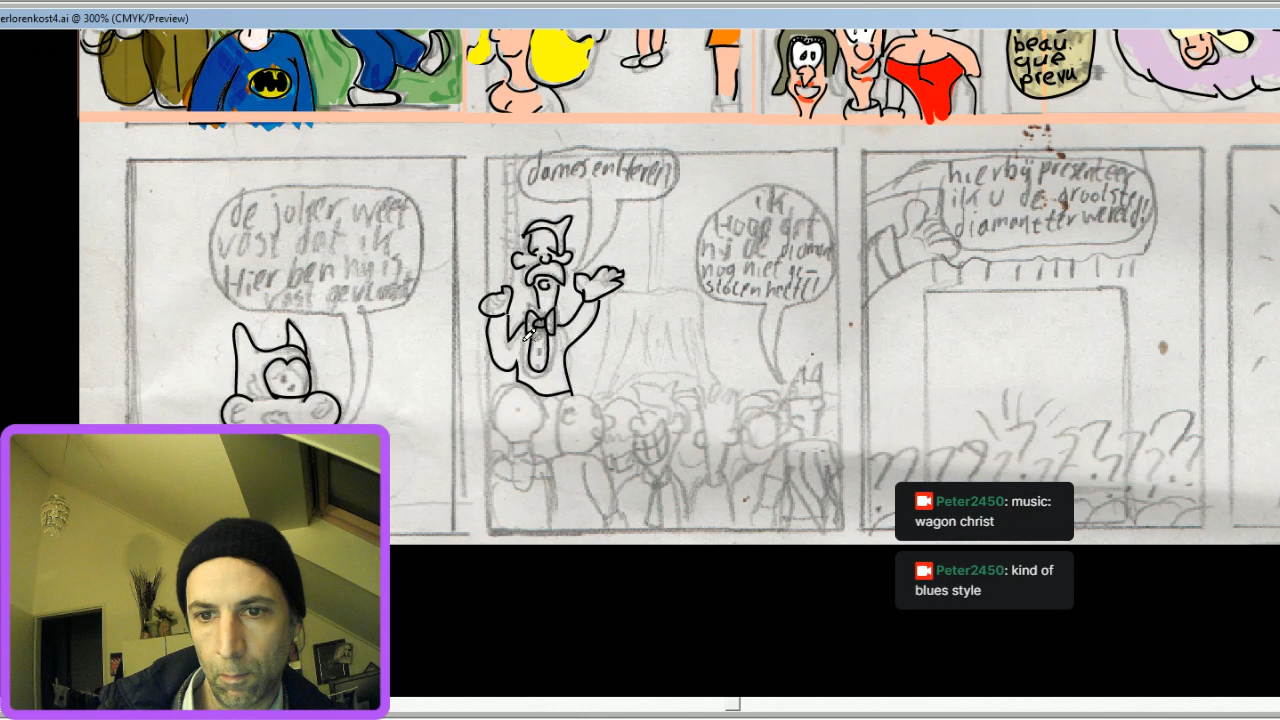 erlorenkost4.ai @ 300% (CMYK/Preview)
beau.
que
prevu
dames en Heren
hierbij presenteer
ik u de grootste
diamant ter wereld!
de joker weet
vast dat ik
Hier ben hij is
vast gevlucht
ik
Hoop dat
hij de diamant
nog niet ge-
stolen heeft!
Peter2450: music:
wagon christ
Peter2450: kind of
blues style